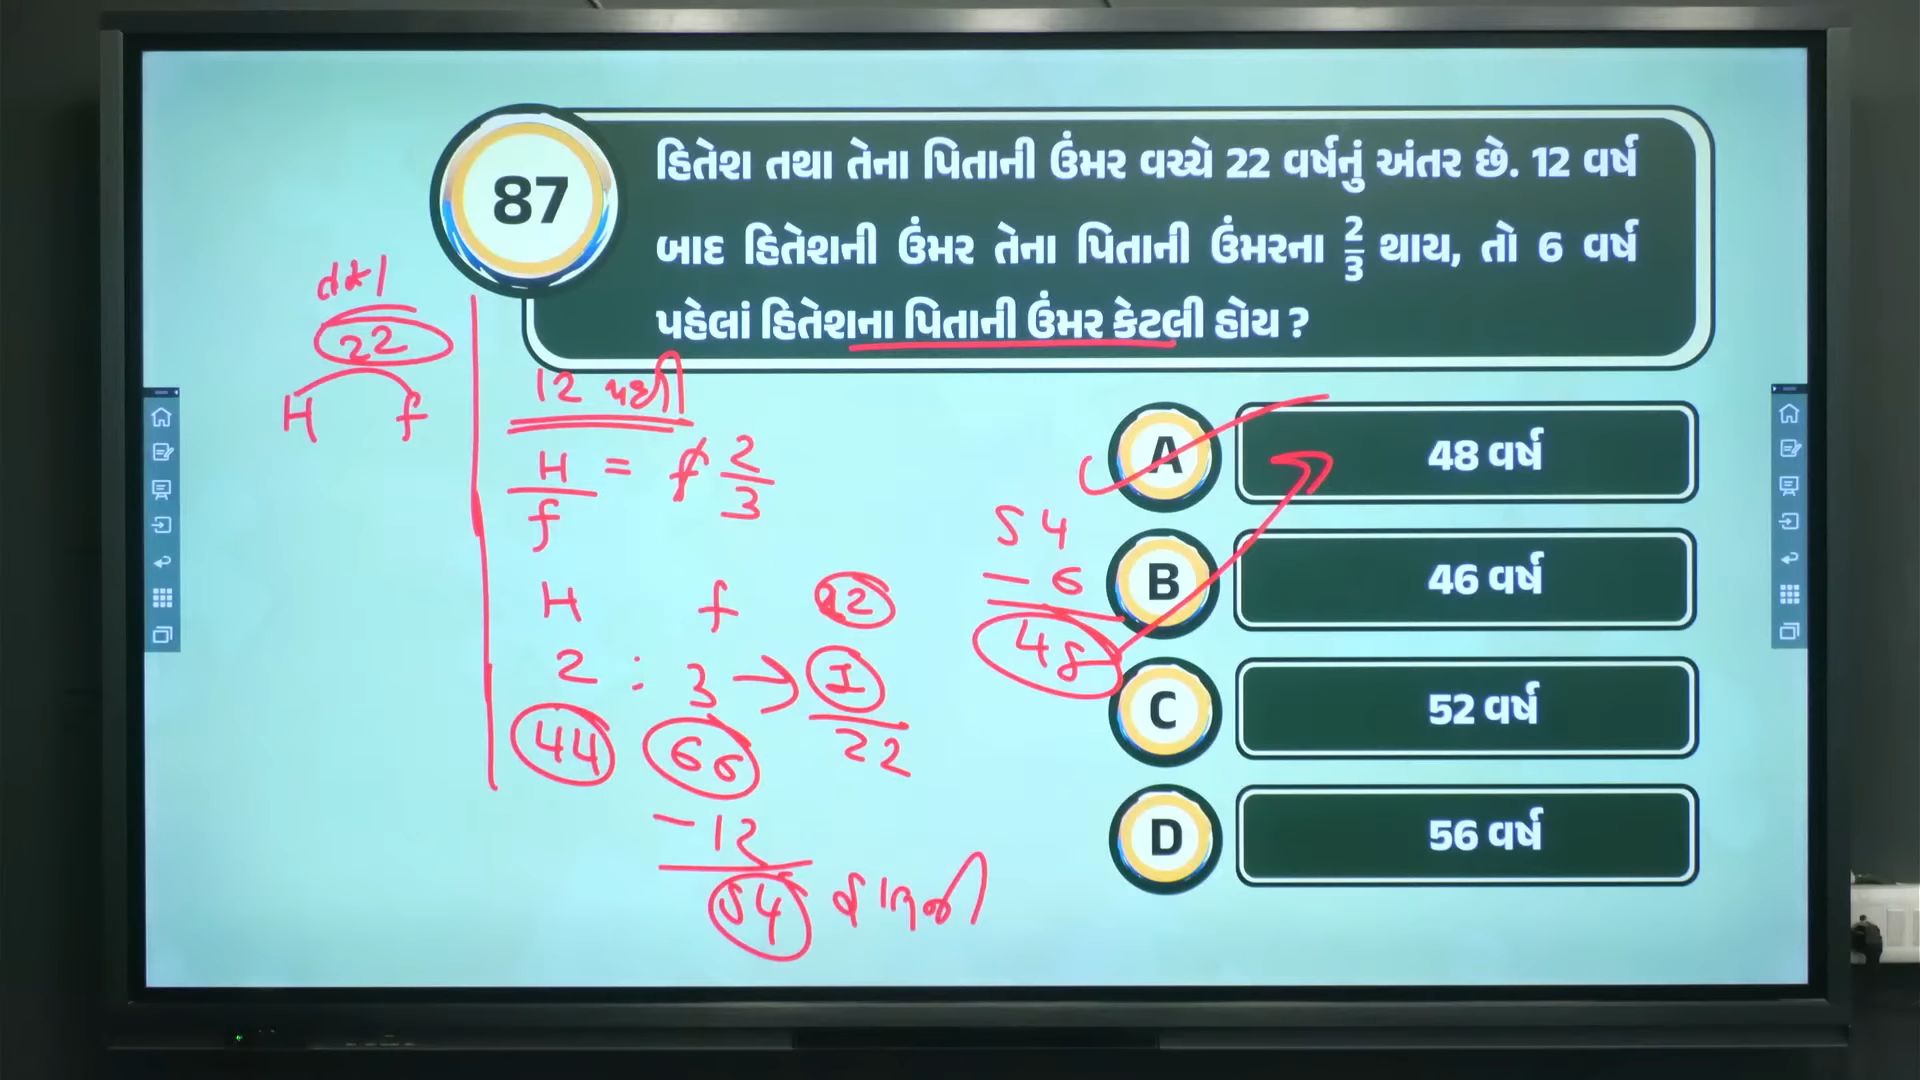 87
હિતેશ તથા તેના પિતાની ઉંમર વચ્ચે 22 વર્ષનું અંતર છે. 12 વર્ષ
બાદ હિતેશની ઉંમર તેના પિતાની ઉંમરના 2/3 થાય, તો 6 વર્ષ
પહેલાં હિતેશના પિતાની ઉંમર કેટલી હોય ?
22
H f
12 પછી
H/f = 2/3
H f 22
2 : 3 → 1
44 66 22
- 12
54 પિતાજી
54
- 6
48
A 48 વર્ષ
B 46 વર્ષ
C 52 વર્ષ
D 56 વર્ષ